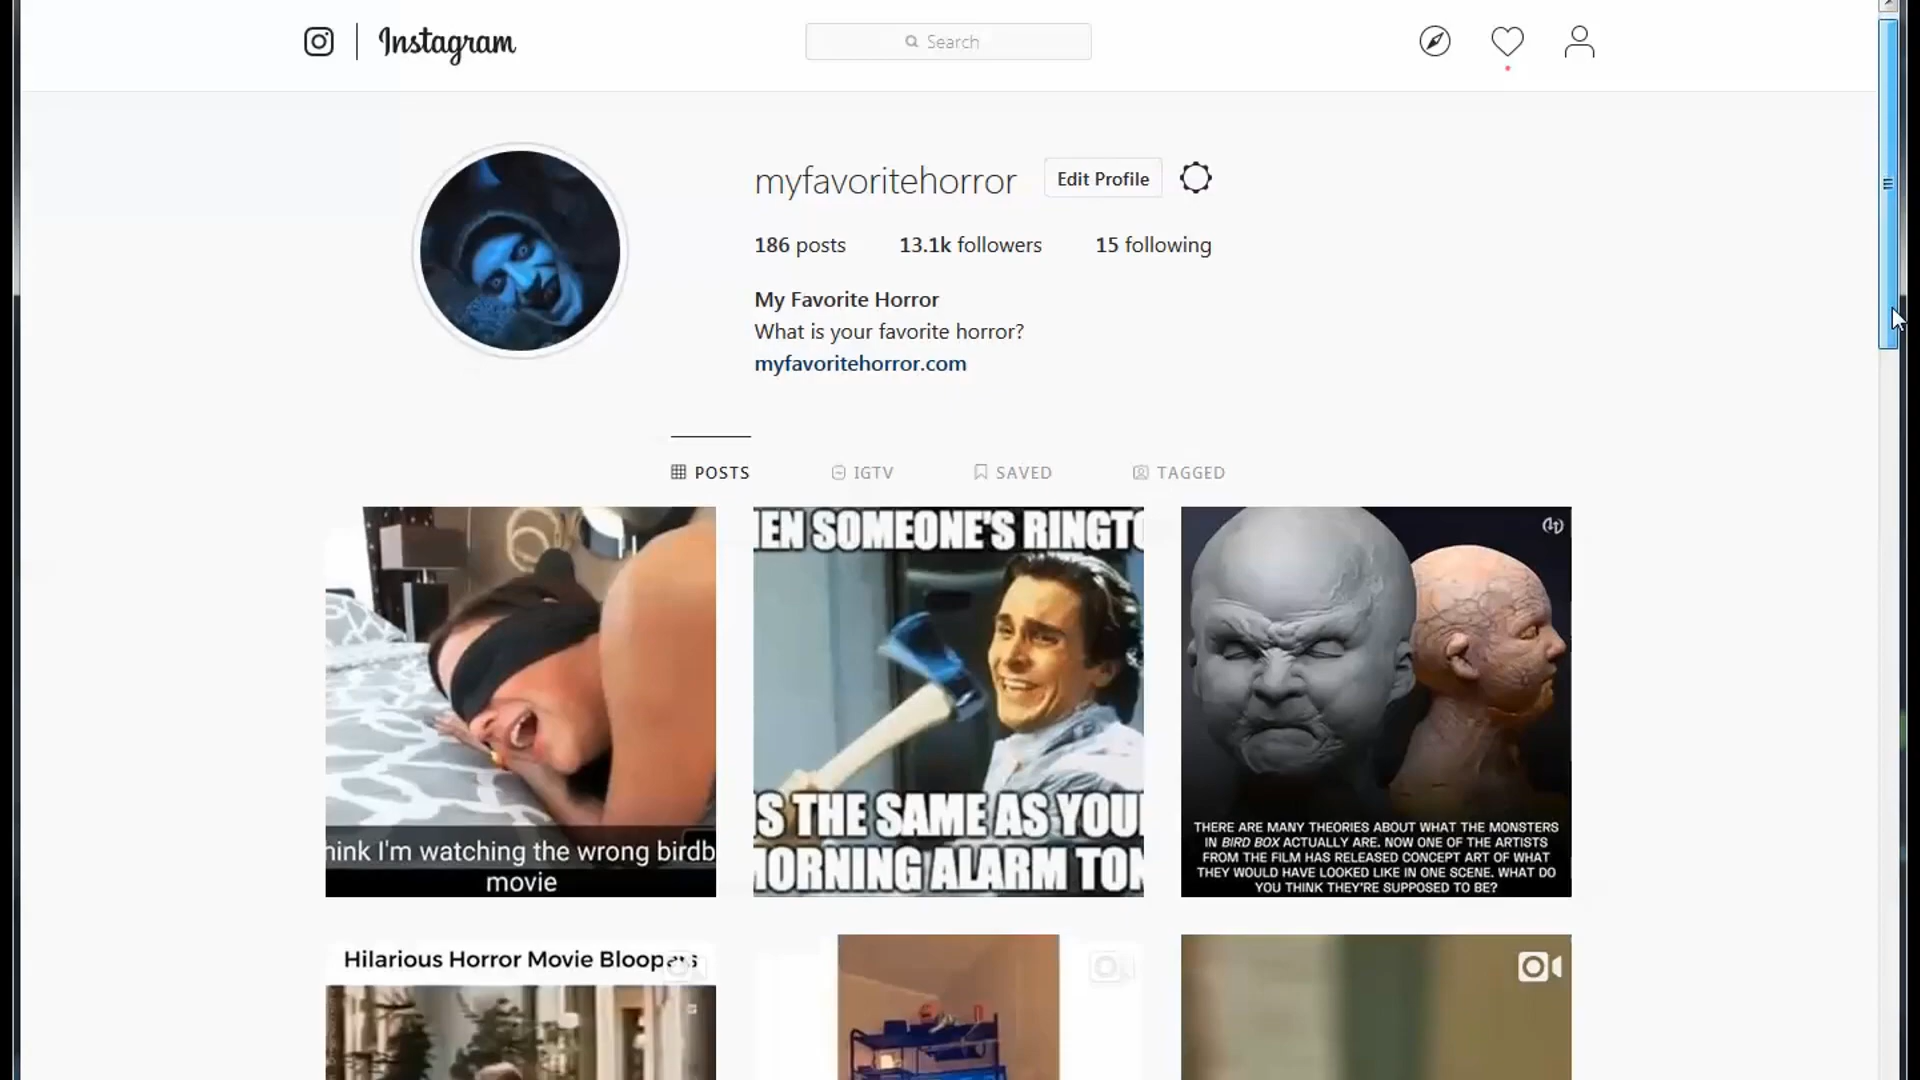 Instagram
Search
myfavoritehorror
Edit Profile
186 posts
13.1k followers
15 following
My Favorite Horror
What is your favorite horror?
myfavoritehorror.com
POSTS
IGTV
SAVED
TAGGED
hink I'm watching the wrong birdb
movie
EN SOMEONE'S RINGTO
S THE SAME AS YOU
ORNING ALARM TON
THERE ARE MANY THEORIES ABOUT WHAT THE MONSTERS
IN BIRD BOX ACTUALLY ARE. NOW ONE OF THE ARTISTS
FROM THE FILM HAS RELEASED CONCEPT ART OF WHAT
THEY WOULD HAVE LOOKED LIKE IN ONE SCENE. WHAT DO
YOU THINK THEY'RE SUPPOSED TO BE?
Hilarious Horror Movie Bloopers